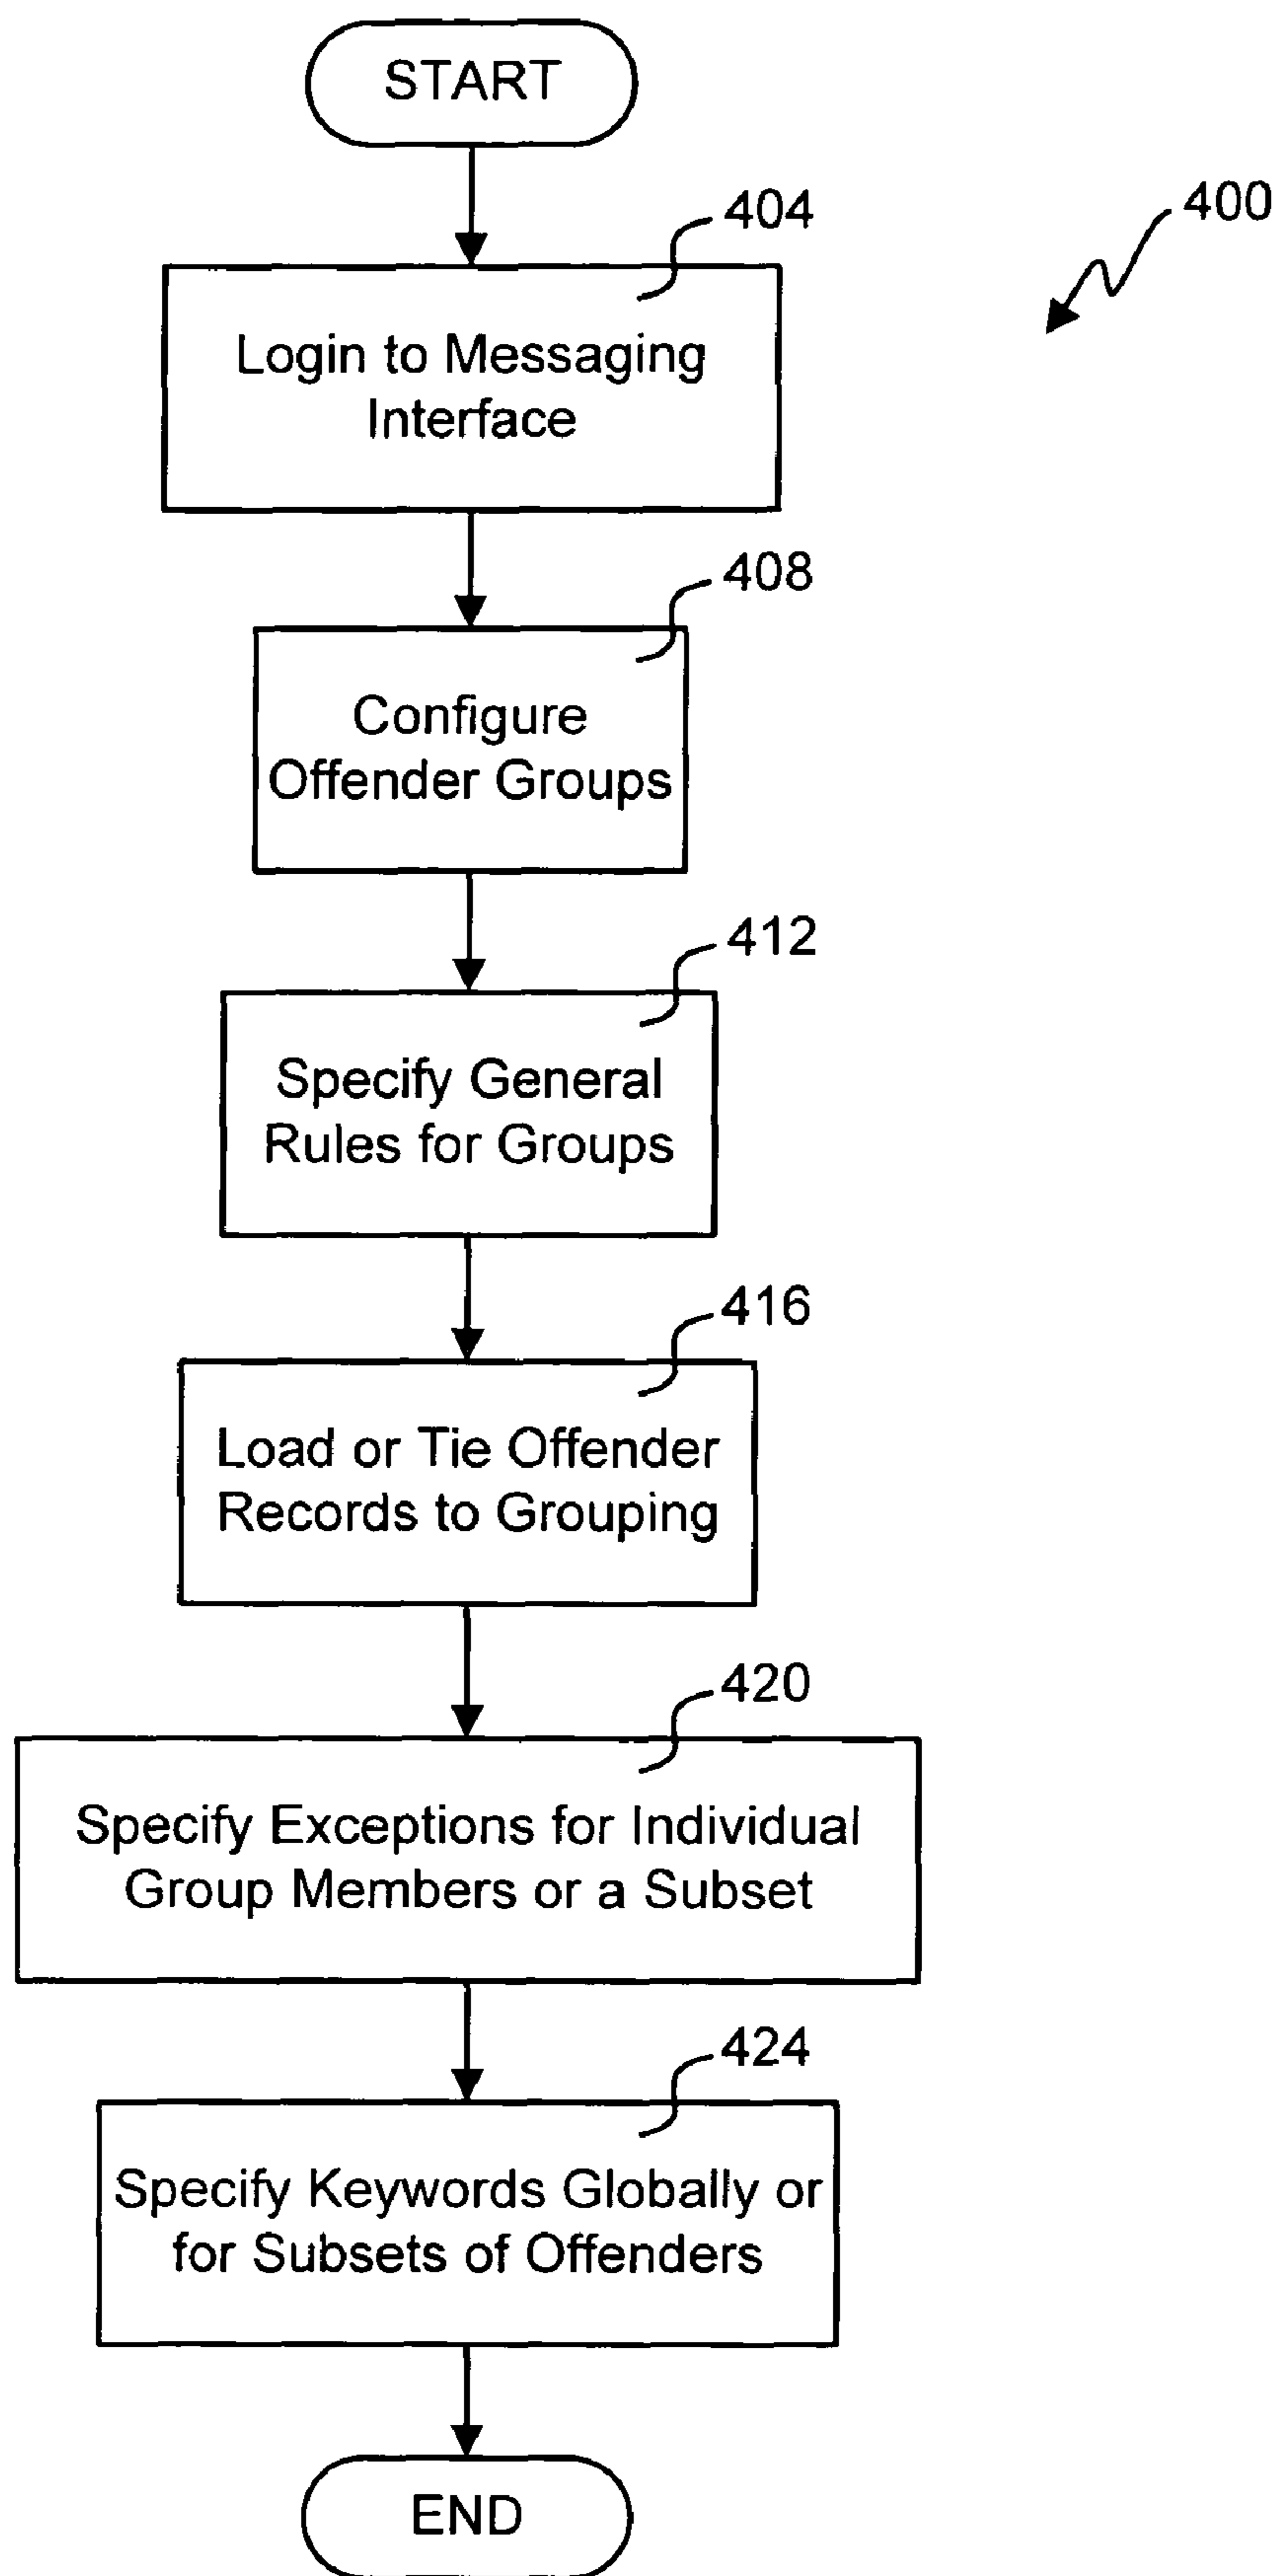 START
404
400
Login to Messaging
Interface
408
Configure
Offender Groups
412
Specify General
Rules for Groups
416
Load or Tie Offender
Records to Grouping
420
Specify Exceptions for Individual
Group Members or a Subset
424
Specify Keywords Globally or
for Subsets of Offenders
END